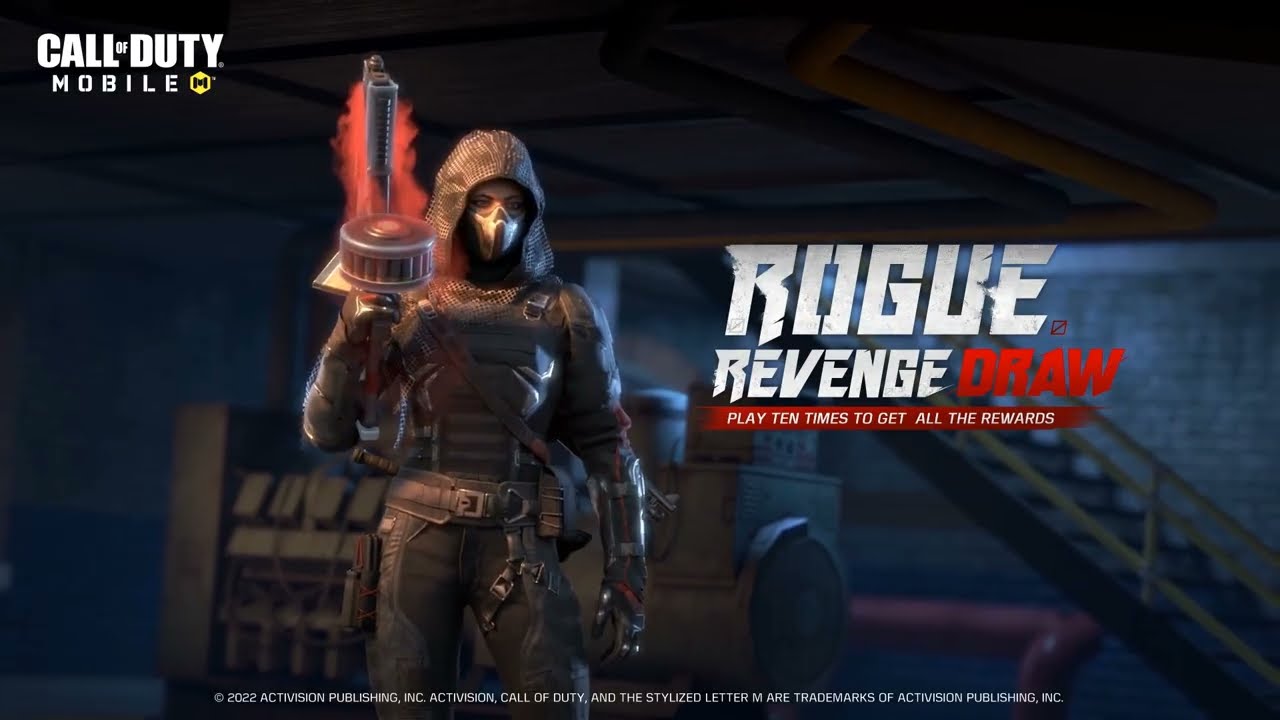 CALL OF DUTY
MOBILE
ROGUE
REVENGE DRAW
PLAY TEN TIMES TO GET ALL THE REWARDS
© 2022 ACTIVISION PUBLISHING, INC. ACTIVISION, CALL OF DUTY, AND THE STYLIZED LETTER M ARE TRADEMARKS OF ACTIVISION PUBLISHING, INC.